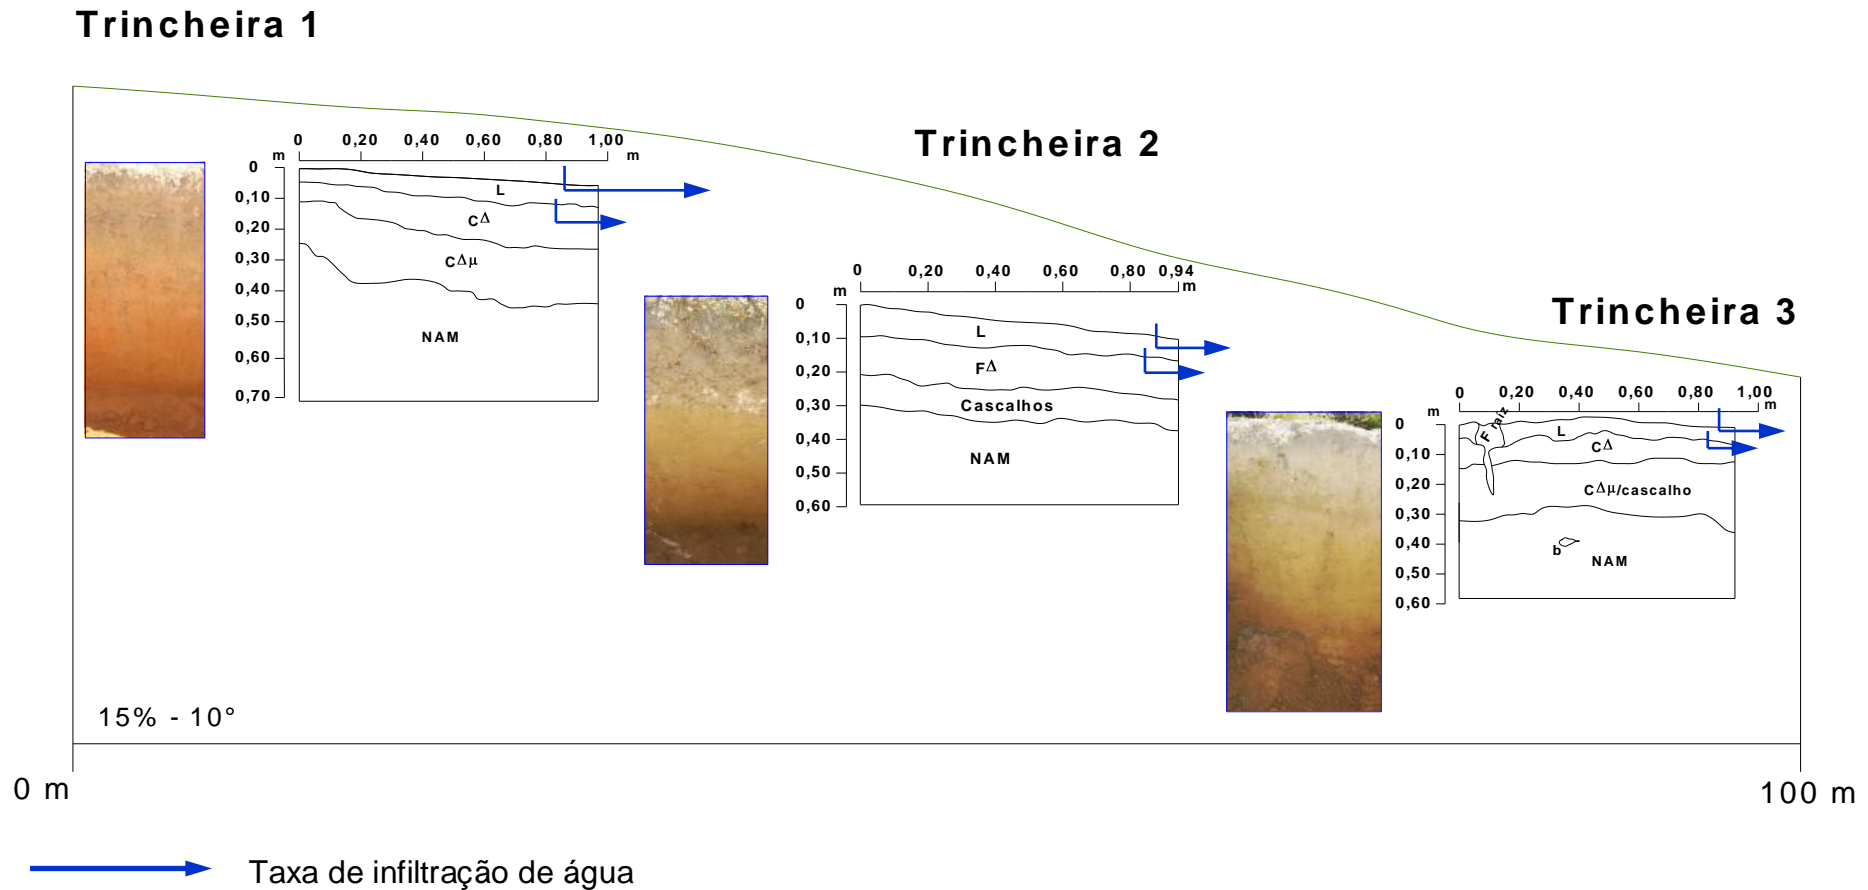 Trincheira 1
0 0,20 0,40 0,60 0,80 1,00
m m
0
0,10
0,20
0,30
0,40
0,50
0,60
0,70
L
CΔ
CΔμ
NAM
Trincheira 2
0 0,20 0,40 0,60 0,80 0,94
m m
0
0,10
0,20
0,30
0,40
0,50
0,60
L
FΔ
Cascalhos
NAM
Trincheira 3
0 0,20 0,40 0,60 0,80 1,00
m m
0
0,10
0,20
0,30
0,40
0,50
0,60
F raiz
L
CΔ
CΔμ/cascalho
b
NAM
15% - 10°
0 m
100 m
Taxa de infiltração de água